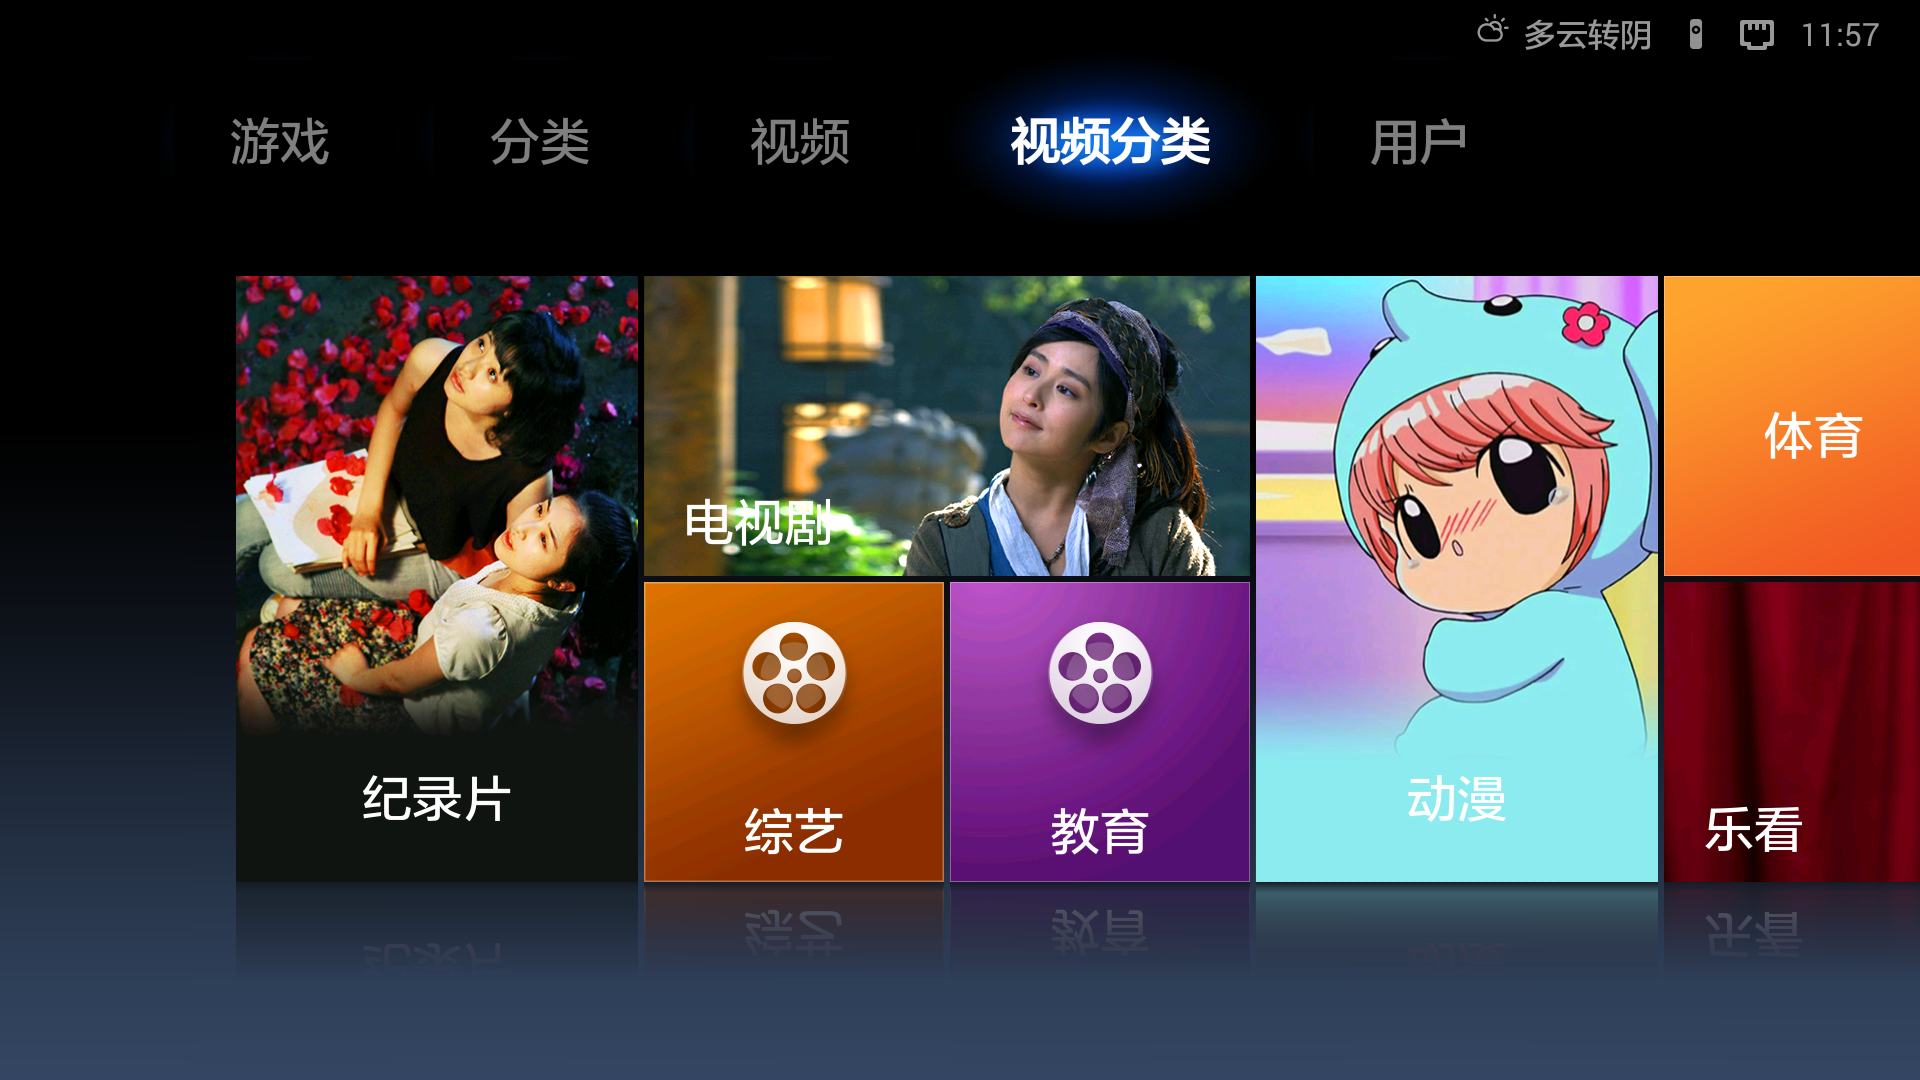 多云转阴 11:57
游戏 分类 视频 视频分类 用户
体育
电视剧
纪录片
动漫
综艺 教育 乐看